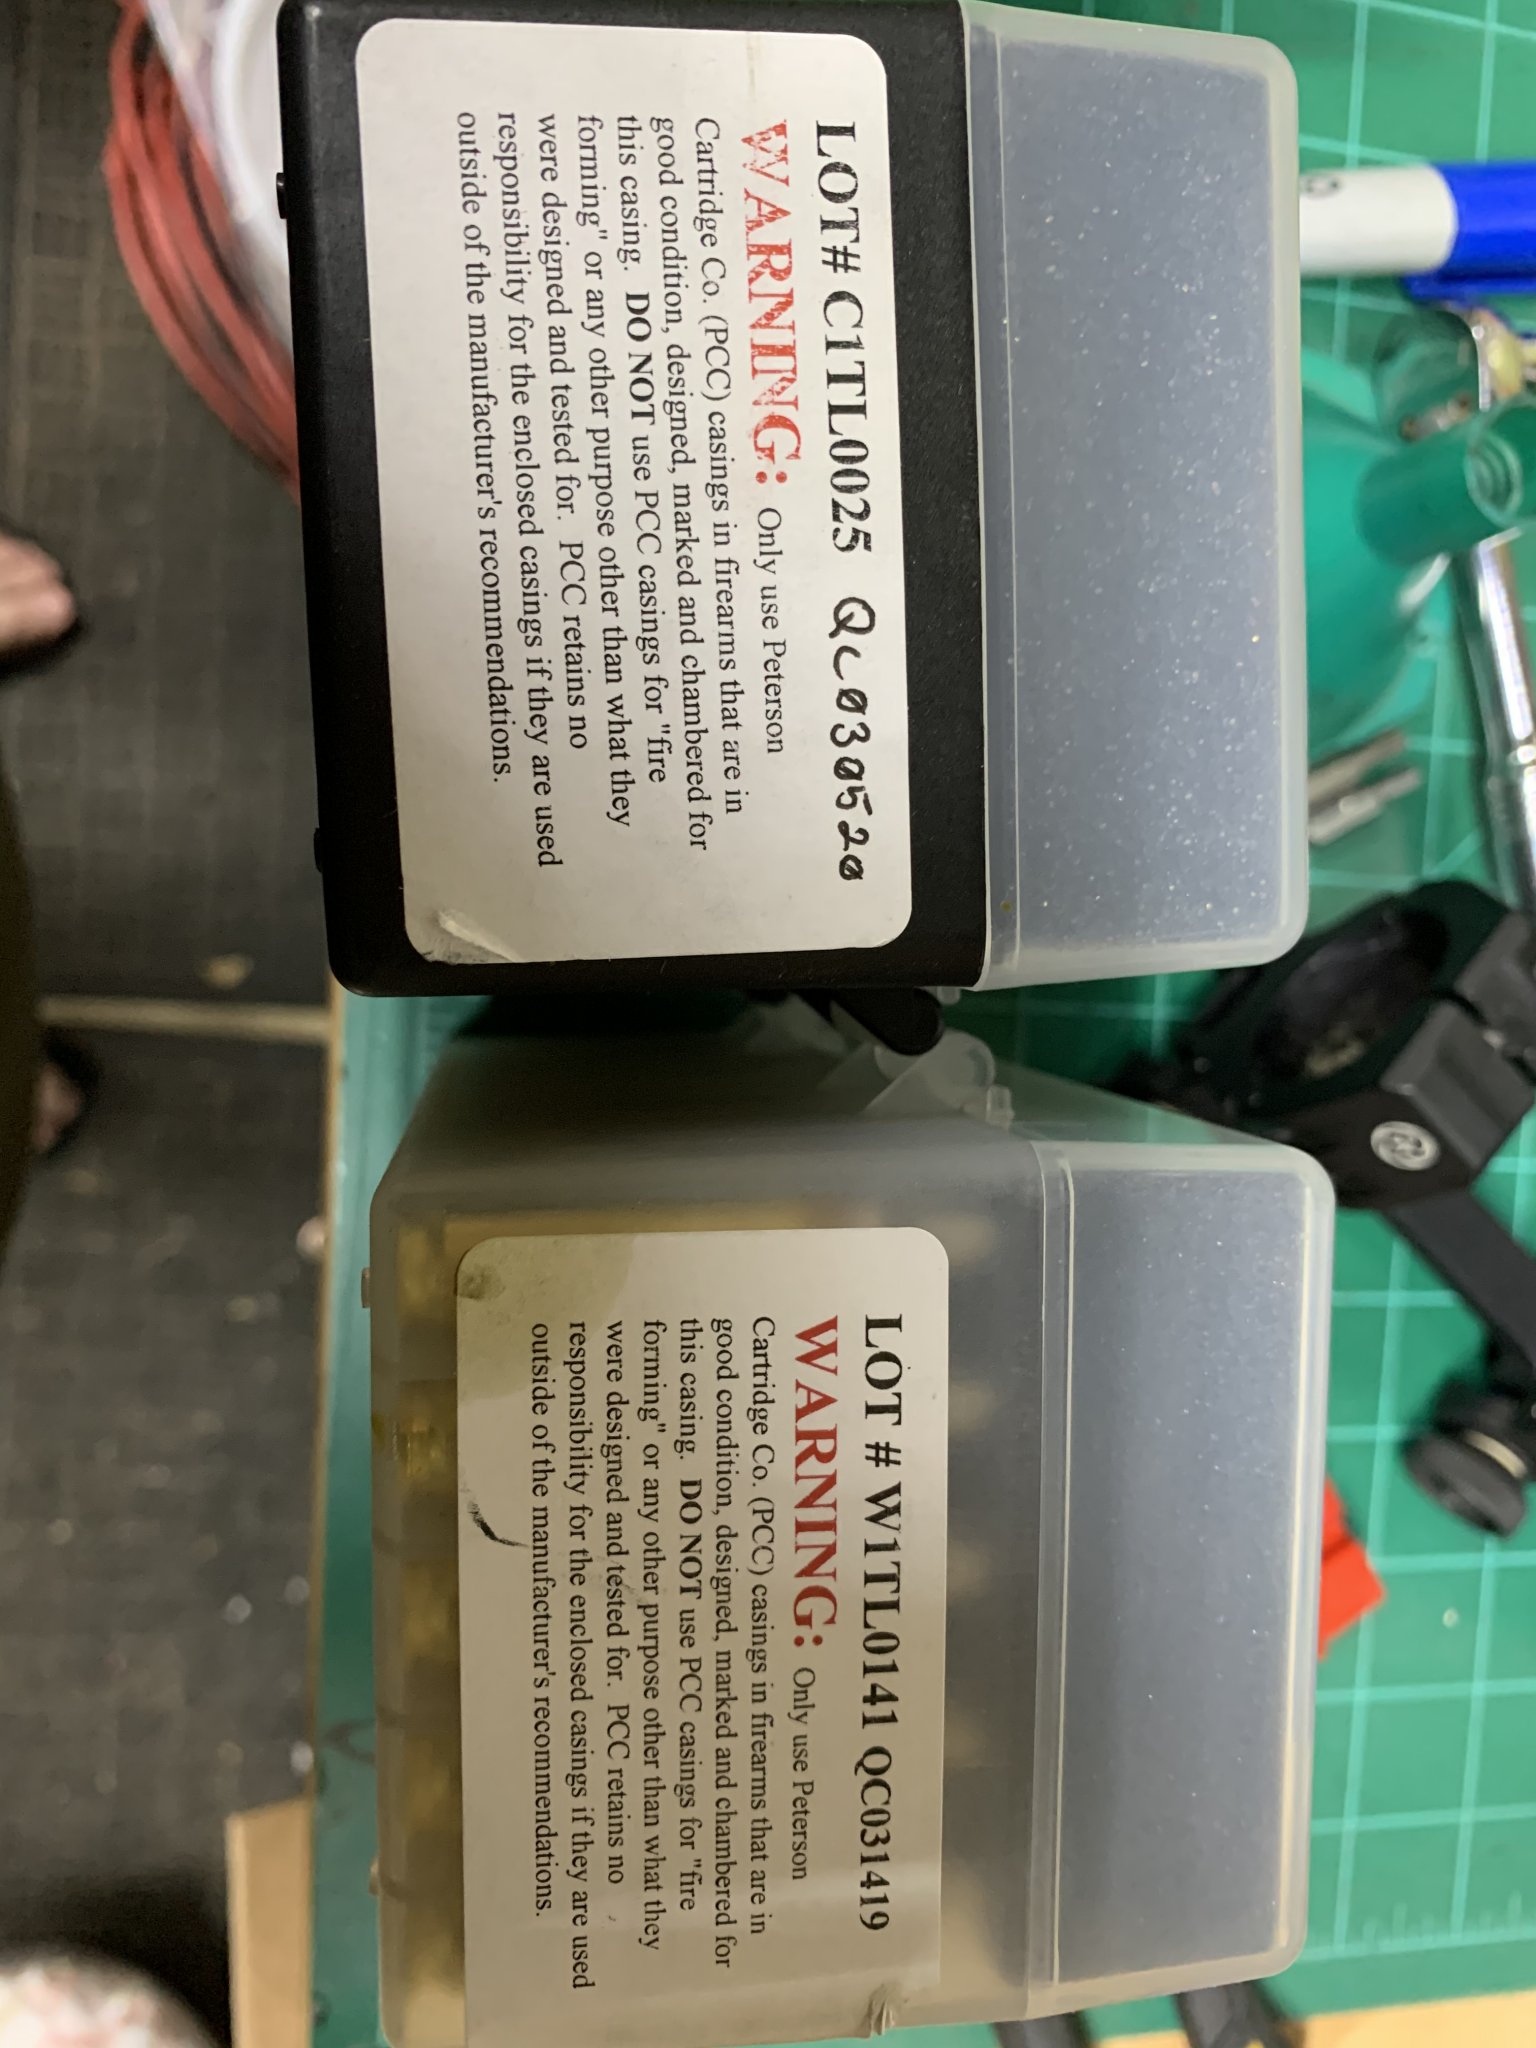 LOT# C1TL0025 QC030520
WARNING: Only use Peterson
Cartridge Co. (PCC) casings in firearms that are in
good condition, designed, marked and chambered for
this casing. DO NOT use PCC casings for "fire
forming" or any other purpose other than what they
were designed and tested for. PCC retains no
responsibility for the enclosed casings if they are used
outside of the manufacturer's recommendations.
LOT # W1TL0141 QC031419
WARNING: Only use Peterson
Cartridge Co. (PCC) casings in firearms that are in
good condition, designed, marked and chambered for
this casing. DO NOT use PCC casings for "fire
forming" or any other purpose other than what they
were designed and tested for. PCC retains no
responsibility for the enclosed casings if they are used
outside of the manufacturer's recommendations.